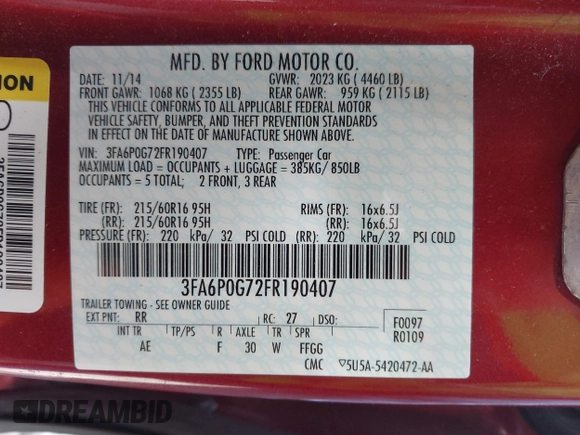 MFD. BY FORD MOTOR CO.
DATE: 11/14 GVWR: 2023 KG ( 4460 LB)
FRONT GAWR: 1068 KG ( 2355 LB) REAR GAWR: 959 KG ( 2115 LB)
THIS VEHICLE CONFORMS TO ALL APPLICABLE FEDERAL MOTOR
VEHICLE SAFETY, BUMPER, AND THEFT PREVENTION STANDARDS
IN EFFECT ON THE DATE OF MANUFACTURE SHOWN ABOVE.
VIN: 3FA6P0G72FR190407 TYPE: Passenger Car
MAXIMUM LOAD = OCCUPANTS + LUGGAGE = 385KG/ 850LB
OCCUPANTS = 5 TOTAL; 2 FRONT, 3 REAR
TIRE (FR): 215/60R16 95H RIMS (FR): 16x6.5J
(RR): 215/60R16 95H (RR): 16x6.5J
PRESSURE (FR): 220 kPa/ 32 PSI COLD (RR): 220 kPa/ 32 PSI COLD
3FA6P0G72FR190407
TRAILER TOWING - SEE OWNER GUIDE
EXT PNT: RR RC: 27 DSO: F0097
INT TR TP/PS R AXLE TR SPR R0109
AE F 30 W FFGG
CMC ▽5U5A-5420472-AA
DREAMBID